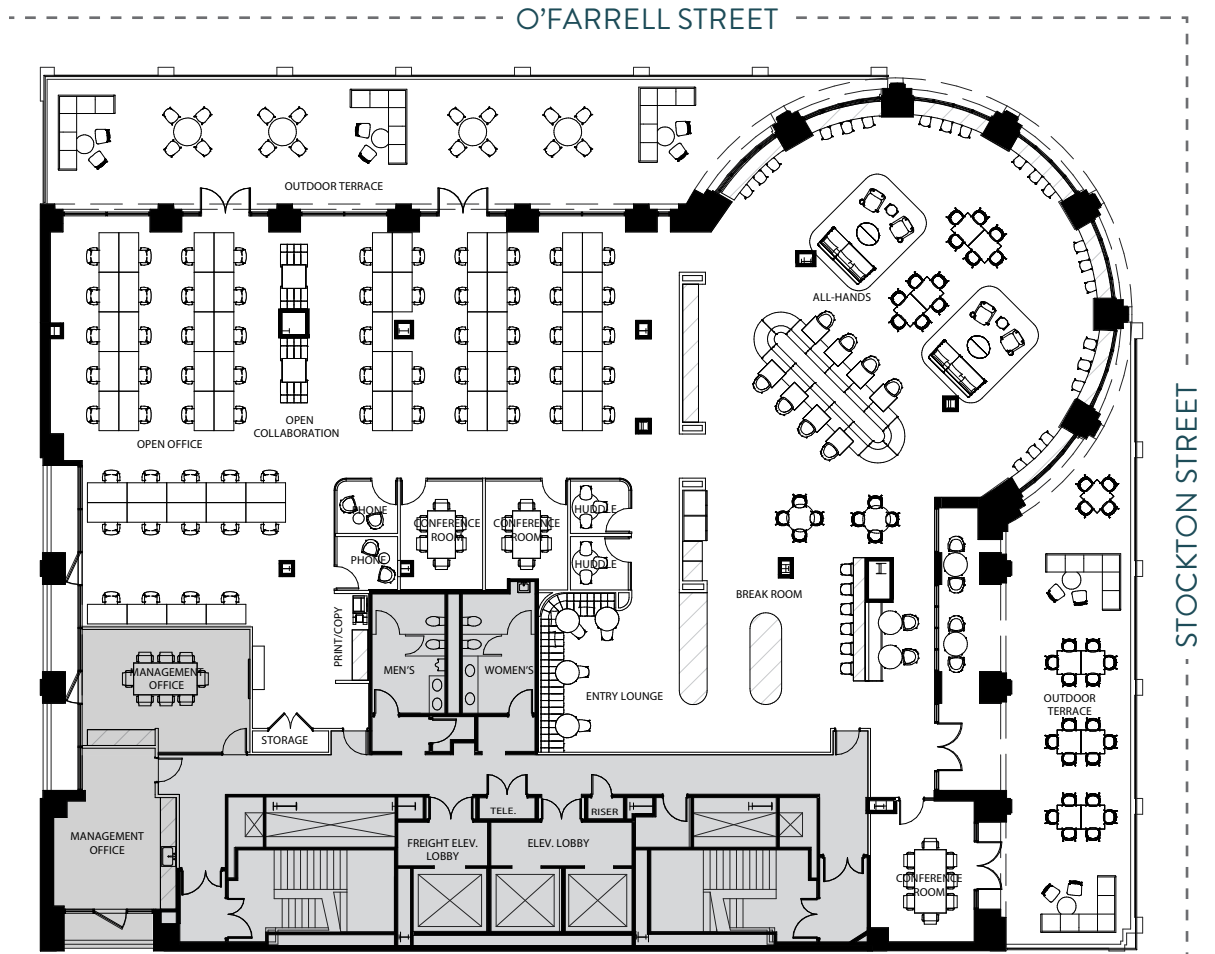 O'FARRELL STREET
OUTDOOR TERRACE
ALL-HANDS
STOCKTON STREET
OPEN
COLLABORATION
OPEN OFFICE
PHONE
CONFERENCE
ROOM
CONFERENCE
ROOM
HUDDLE
PHONE
HUDDLE
BREAK ROOM
PRINT/COPY
MEN'S
WOMEN'S
MANAGEMENT
OFFICE
ENTRY LOUNGE
OUTDOOR
TERRACE
STORAGE
TELE.
RISER
MANAGEMENT
OFFICE
FREIGHT ELEV.
LOBBY
ELEV. LOBBY
CONFERENCE
ROOM